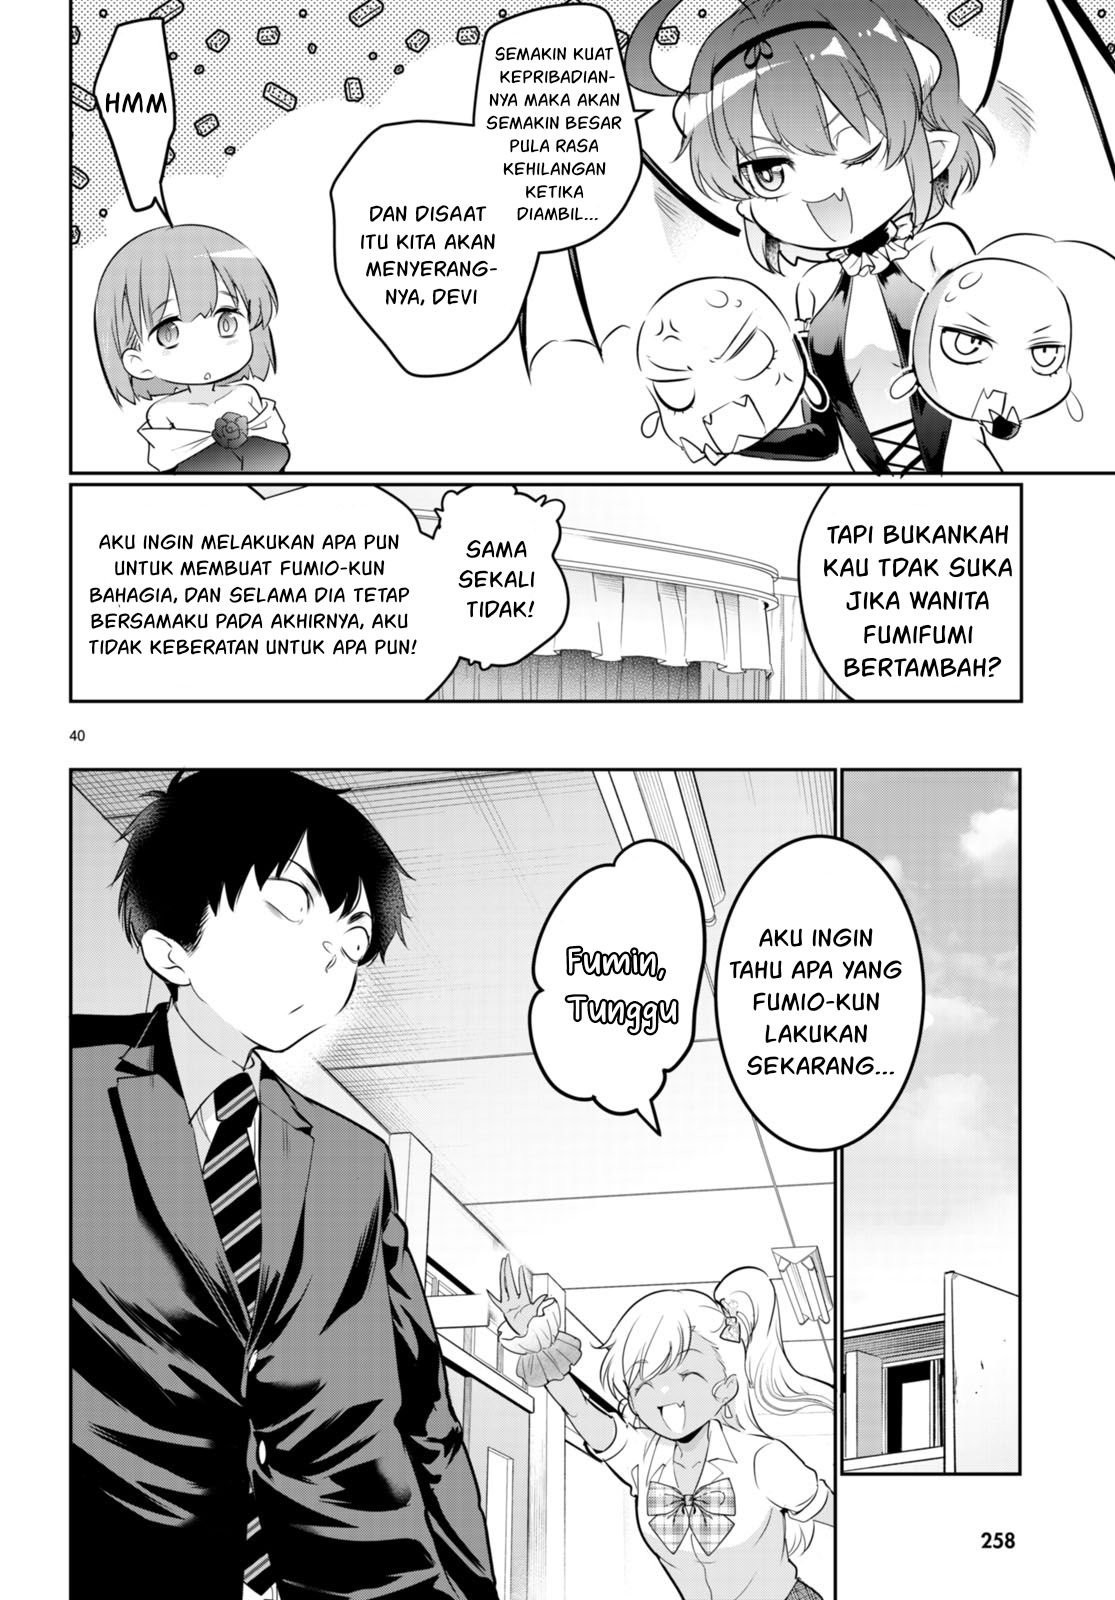 SEMAKIN KUAT
KEPRIBADIAN-
NYA MAKA AKAN
SEMAKIN BESAR
PULA RASA
KEHILANGAN
KETIKA
DIAMBIL...
DAN DISAAT
ITU KITA AKAN
MENYERANG-
NYA, DEVI
HMM
TAPI BUKANKAH
KAU TDAK SUKA
JIKA WANITA
FUMIFUMI
BERTAMBAH?
SAMA
SEKALI
TIDAK!
AKU INGIN MELAKUKAN APA PUN
UNTUK MEMBUAT FUMIO-KUN
BAHAGIA, DAN SELAMA DIA TETAP
BERSAMAKU PADA AKHIRNYA, AKU
TIDAK KEBERATAN UNTUK APA PUN!
40
AKU INGIN
TAHU APA YANG
FUMIO-KUN
LAKUKAN
SEKARANG...
Fumin,
Tunggu
258